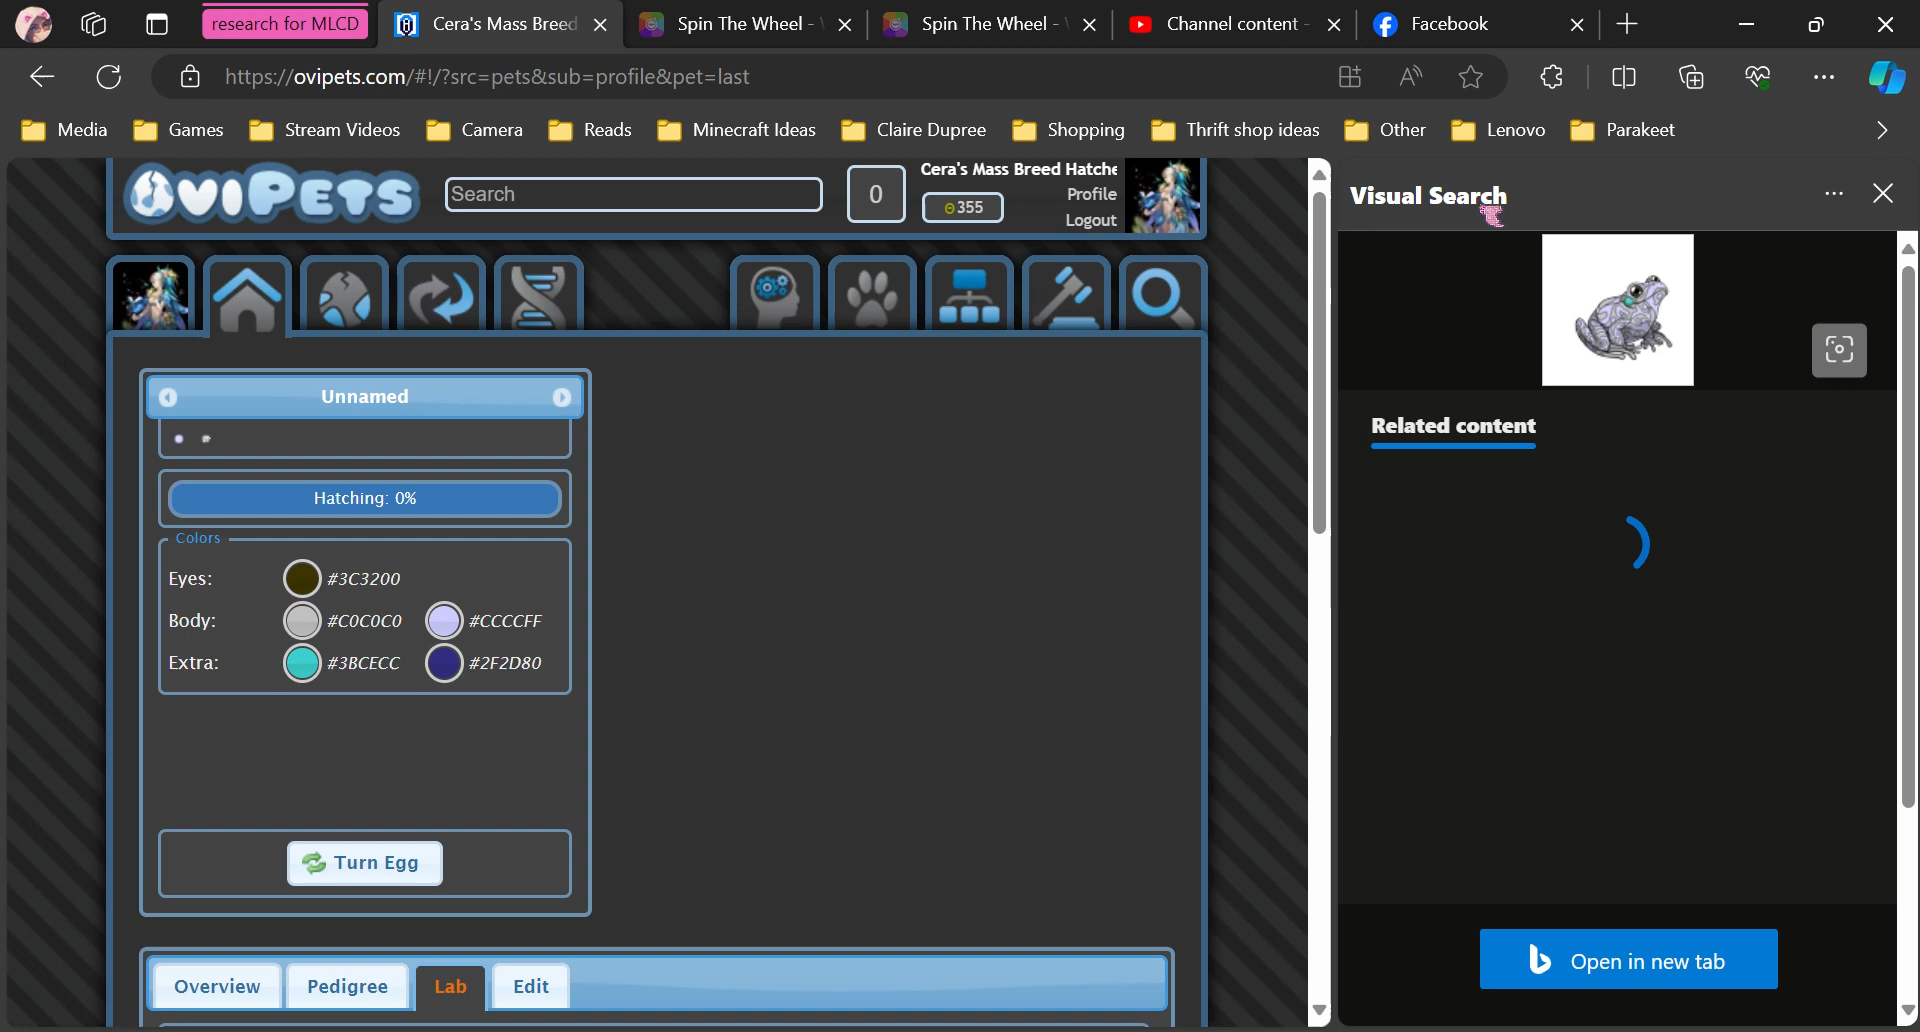 research for MLCD
Cera's Mass Breed
Spin The Wheel -
Spin The Wheel -
Channel content -
Facebook
https://ovipets.com/#!/?src=pets&sub=profile&pet=last
Media
Games
Stream Videos
Camera
Reads
Minecraft Ideas
Claire Dupree
Shopping
Thrift shop ideas
Other
Lenovo
Parakeet
OviPets
Search
0
Cera's Mass Breed Hatche
355
Profile
Logout
Visual Search
Unnamed
Hatching: 0%
Colors
Eyes: #3C3200
Body: #C0C0C0 #CCCCFF
Extra: #3BCECC #2F2D80
Turn Egg
Overview
Pedigree
Lab
Edit
Related content
Open in new tab